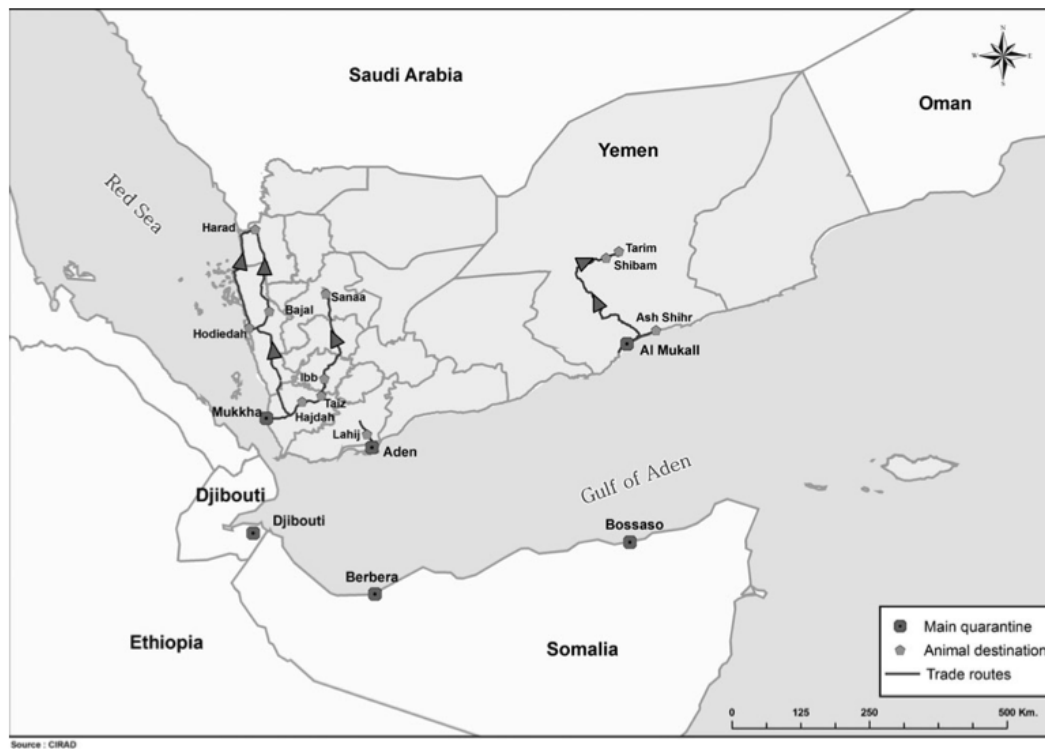 N
W E
S
Saudi Arabia
Oman
Yemen
Red Sea
Harad
Tarim
Shibam
Sanaa
Bajal
Ash Shihr
Hodiedah
Al Mukall
Ibb
Taiz
Mukkha
Hajdah
Lahij
Aden
Gulf of Aden
Djibouti
Djibouti
Bossaso
Berbera
Ethiopia
Somalia
Main quarantine
Animal destination
Trade routes
0 125 250 500 Km.
Source : CIRAD